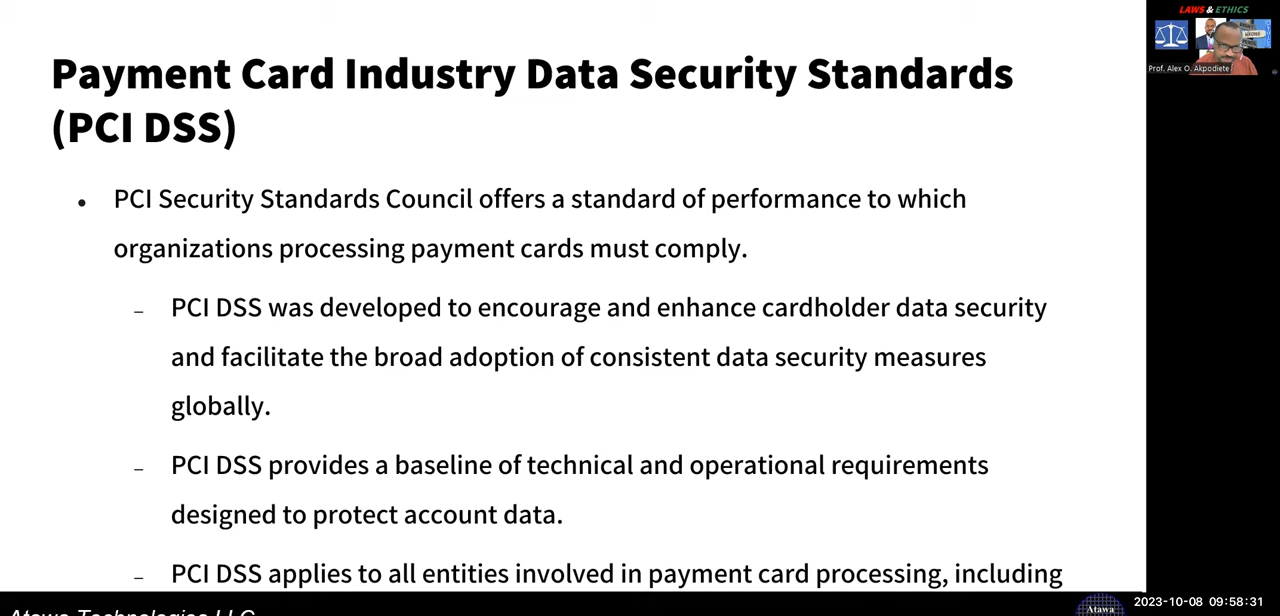 LAWS & ETHICS
Payment Card Industry Data Security Standards
(PCI DSS)
Prof. Alex O. Akpodiete
• PCI Security Standards Council offers a standard of performance to which
organizations processing payment cards must comply.
– PCI DSS was developed to encourage and enhance cardholder data security
and facilitate the broad adoption of consistent data security measures
globally.
– PCI DSS provides a baseline of technical and operational requirements
designed to protect account data.
– PCI DSS applies to all entities involved in payment card processing, including
Atawa Technologies LLC
Atawa
2023-10-08 09:58:31